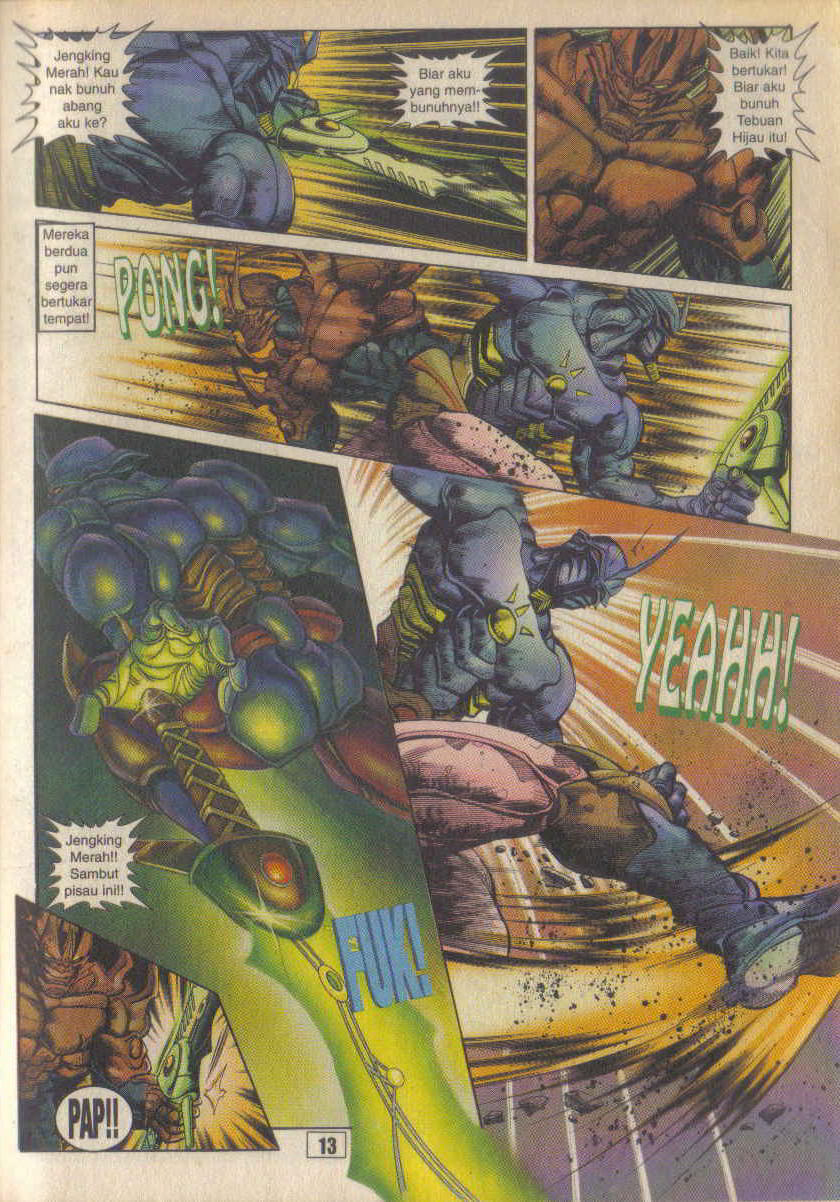 Jengking
Merah! Kau
nak bunuh
abang
aku ke?
Biar aku
yang mem-
bunuhnya!!
Baik! Kita
bertukar!
Biar aku
bunuh
Tebuan
Hijau itu!
Mereka
berdua
pun
segera
bertukar
tempat!
PONG!
YEAHH!
Jengking
Merah!!
Sambut
pisau ini!!
FUK!
PAP!!
13